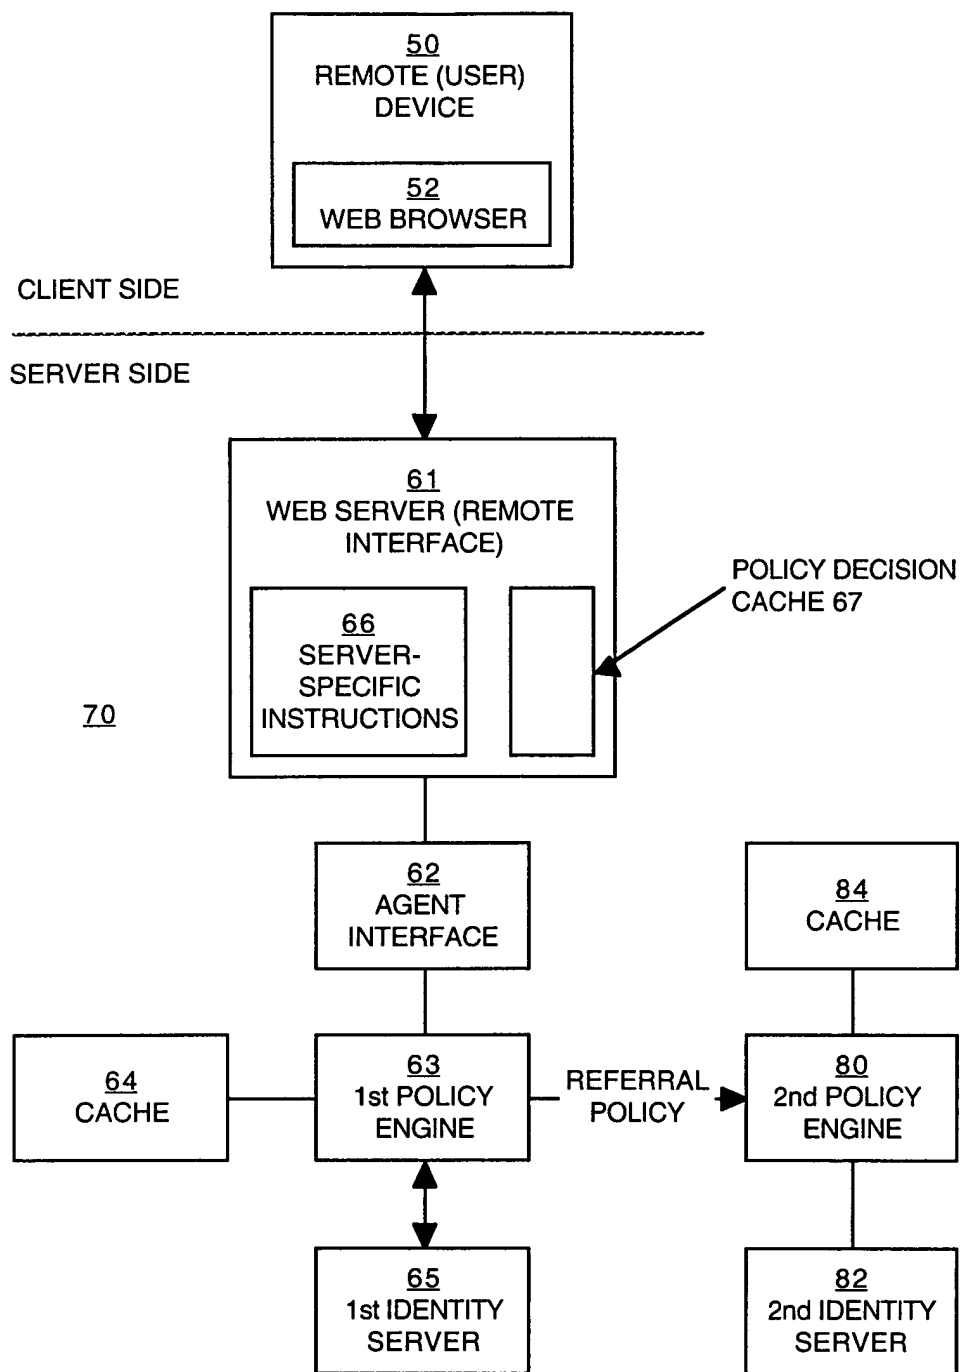 50
REMOTE (USER)
DEVICE
52
WEB BROWSER
CLIENT SIDE
SERVER SIDE
61
WEB SERVER (REMOTE
INTERFACE)
POLICY DECISION
CACHE 67
66
SERVER-
SPECIFIC
INSTRUCTIONS
70
62
AGENT
INTERFACE
84
CACHE
64
CACHE
63
1st POLICY
ENGINE
REFERRAL
POLICY
80
2nd POLICY
ENGINE
65
1st IDENTITY
SERVER
82
2nd IDENTITY
SERVER